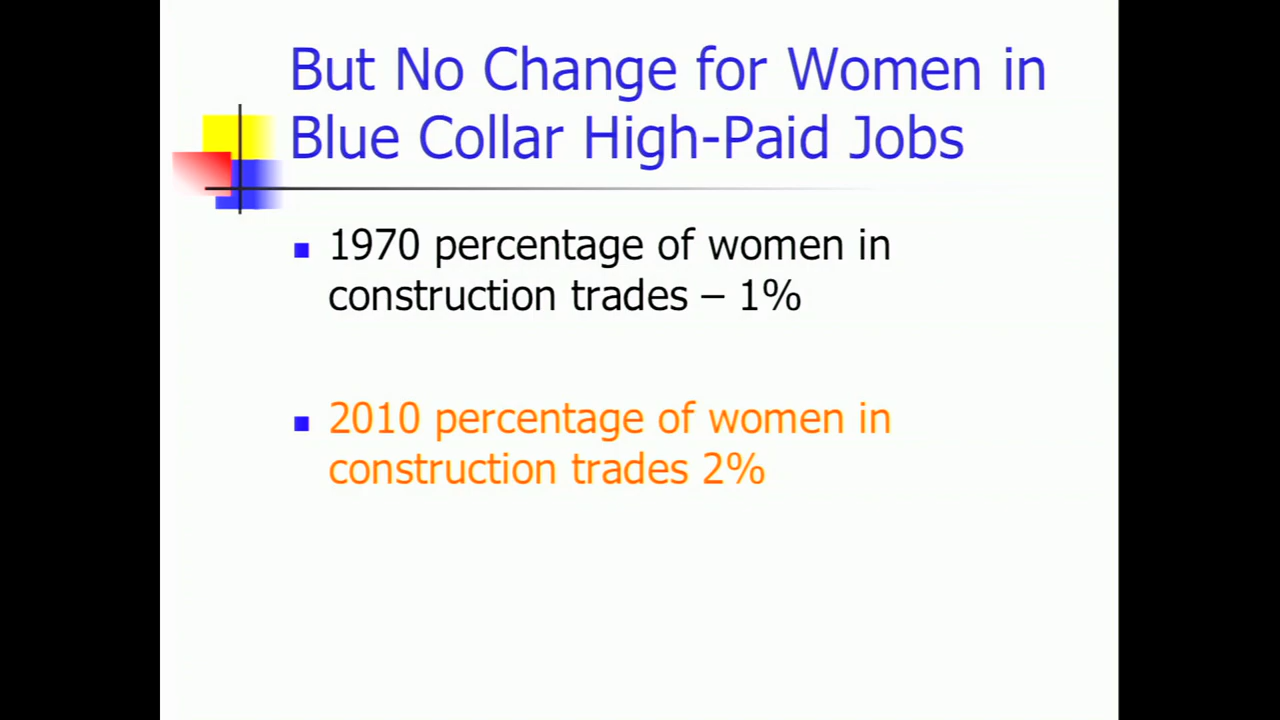 But No Change for Women in
Blue Collar High-Paid Jobs
1970 percentage of women in
construction trades – 1%
2010 percentage of women in
construction trades 2%